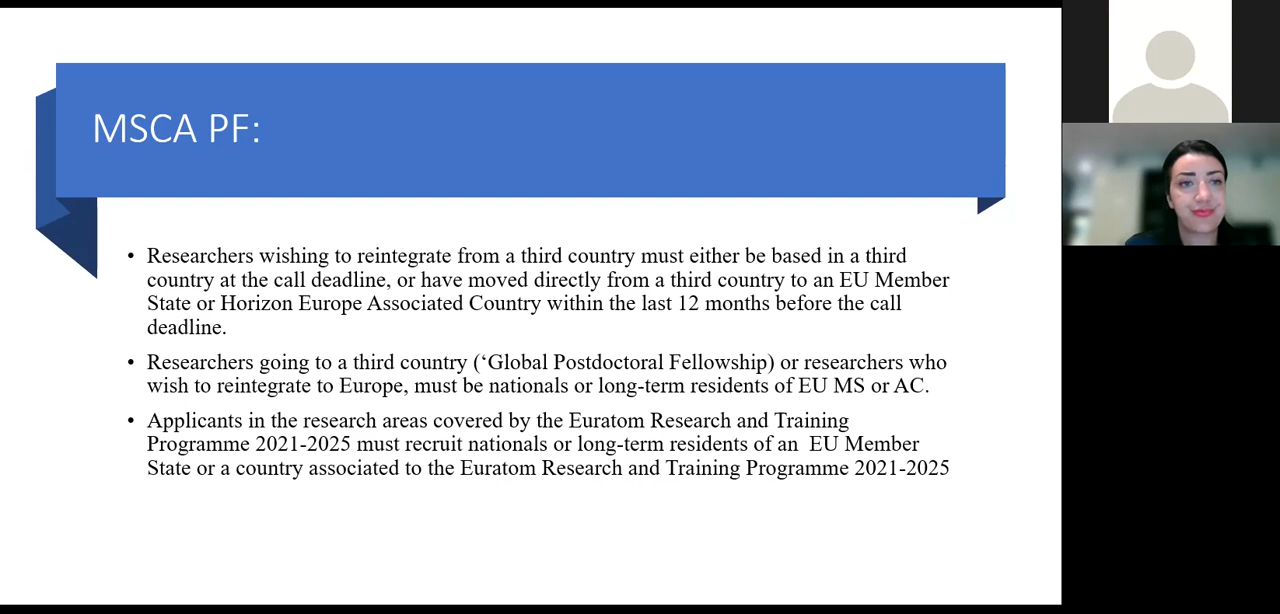 MSCA PF:
• Researchers wishing to reintegrate from a third country must either be based in a third
country at the call deadline, or have moved directly from a third country to an EU Member
State or Horizon Europe Associated Country within the last 12 months before the call
deadline.
• Researchers going to a third country (‘Global Postdoctoral Fellowship) or researchers who
wish to reintegrate to Europe, must be nationals or long-term residents of EU MS or AC.
• Applicants in the research areas covered by the Euratom Research and Training
Programme 2021-2025 must recruit nationals or long-term residents of an  EU Member
State or a country associated to the Euratom Research and Training Programme 2021-2025